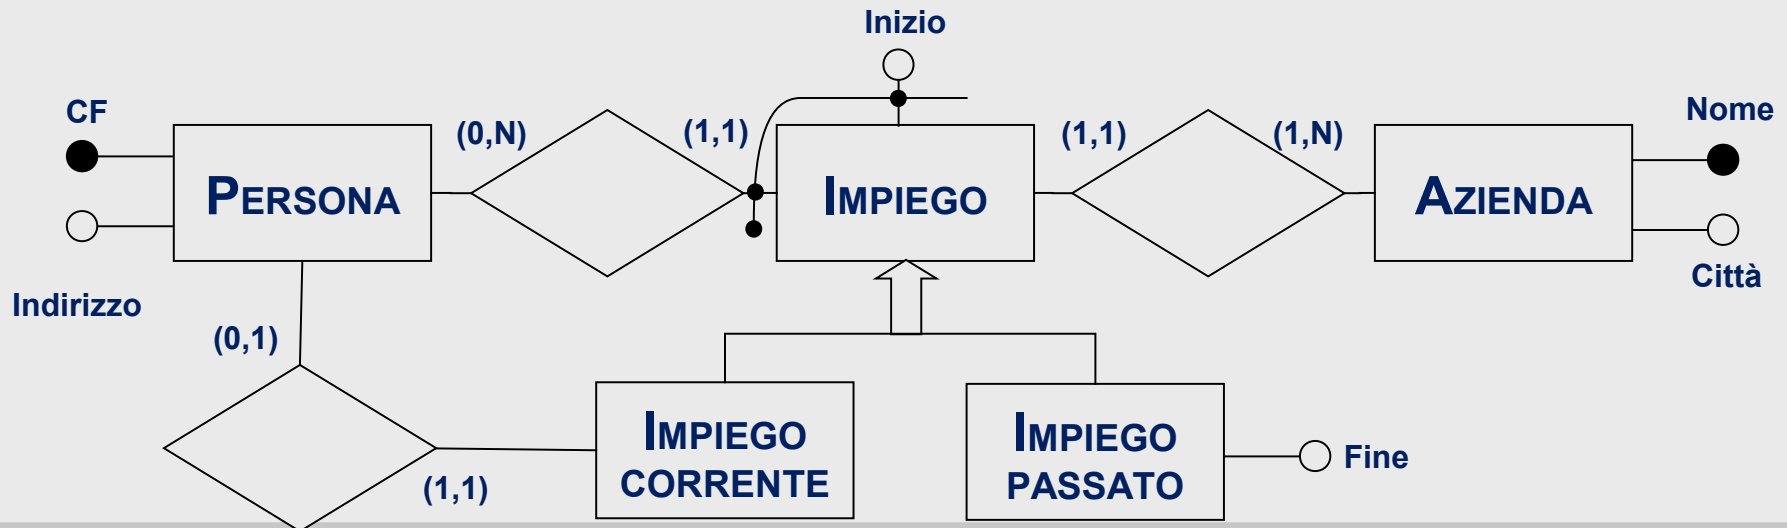 Inizio
CF
(0,N)
(1,1)
(1,1)
(1,N)
Nome
PERSONA
IMPIEGO
AZIENDA
Indirizzo
Città
(0,1)
IMPIEGO
CORRENTE
IMPIEGO
PASSATO
Fine
(1,1)